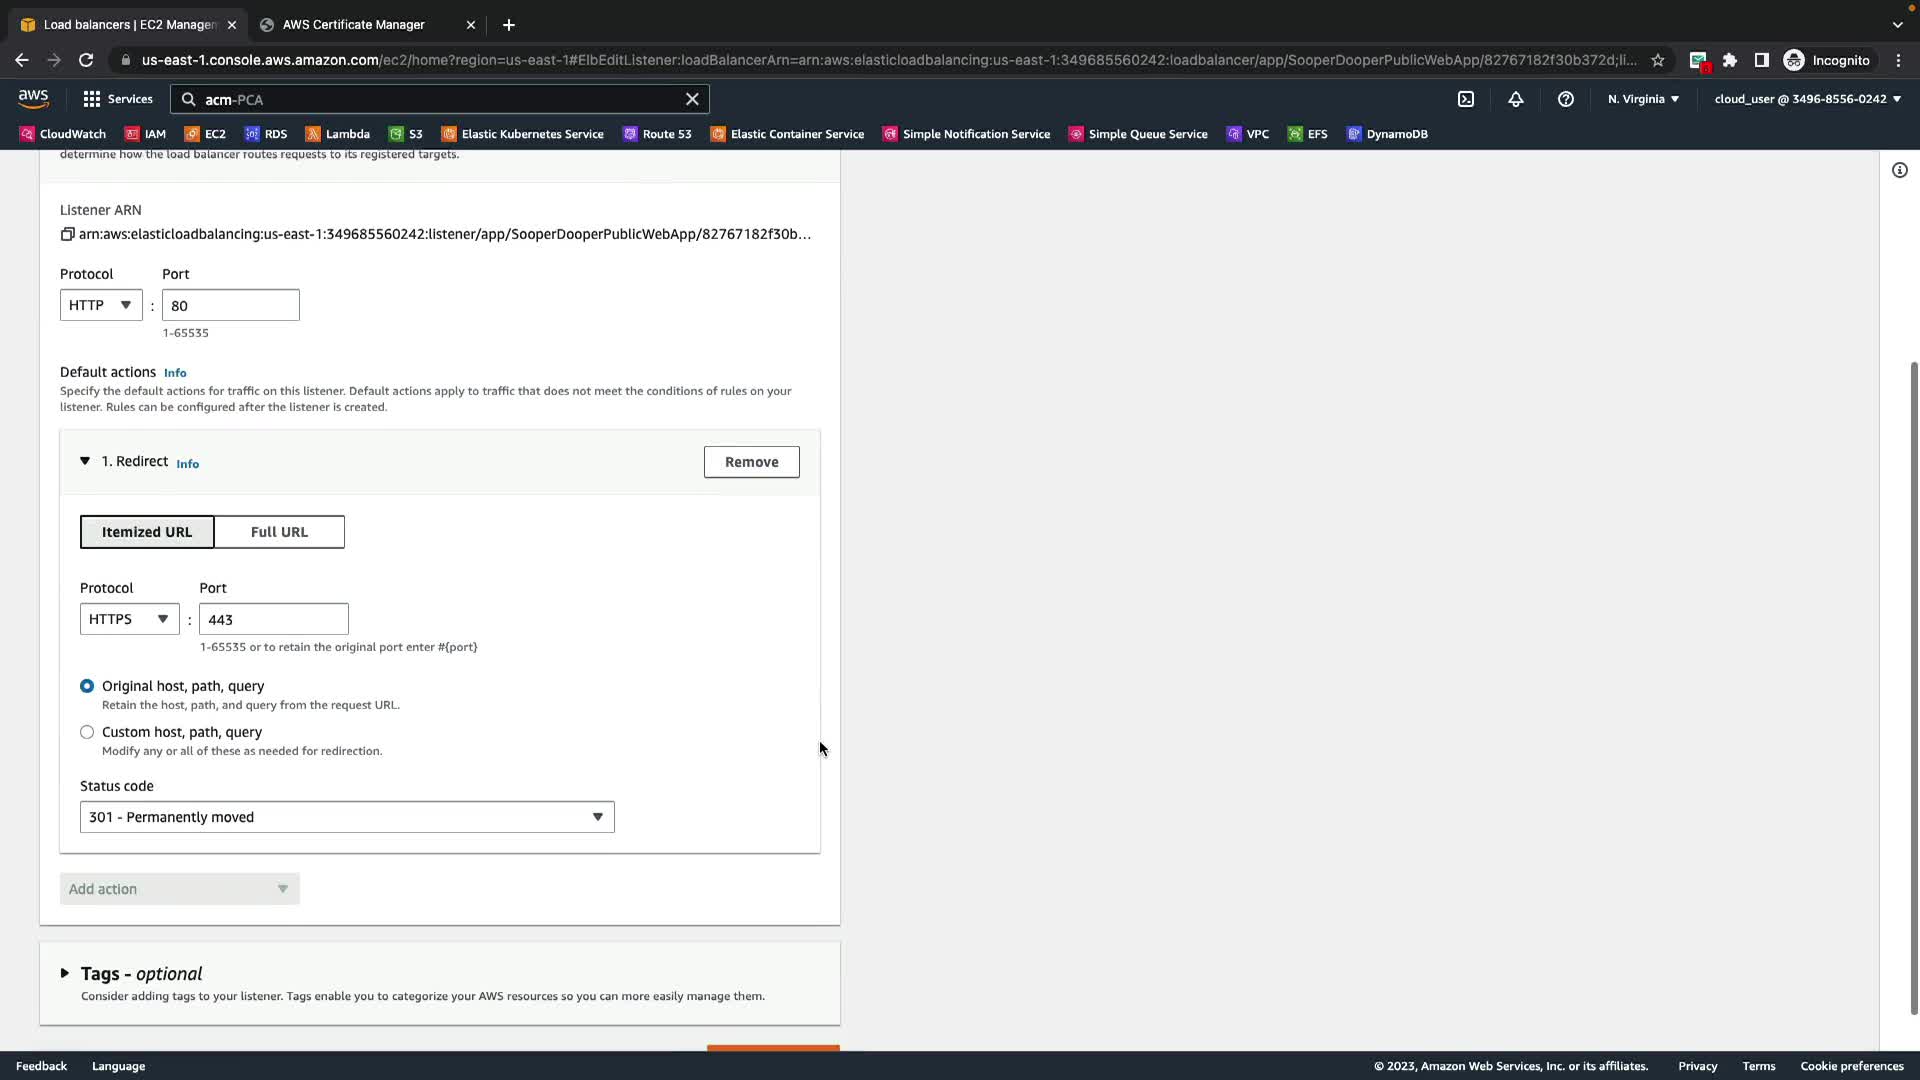 Load balancers | EC2 Managem
AWS Certificate Manager
us-east-1.console.aws.amazon.com/ec2/home?region=us-east-1#ElbEditListener:loadBalancerArn=arn:aws:elasticloadbalancing:us-east-1:349685560242:loadbalancer/app/SooperDooperPublicWebApp/82767182f30b372d;li...
Incognito
aws
Services
acm-PCA
N. Virginia
cloud_user @ 3496-8556-0242
CloudWatch
IAM
EC2
RDS
Lambda
S3
Elastic Kubernetes Service
Route 53
Elastic Container Service
Simple Notification Service
Simple Queue Service
VPC
EFS
DynamoDB
determine how the load balancer routes requests to its registered targets.
Listener ARN
arn:aws:elasticloadbalancing:us-east-1:349685560242:listener/app/SooperDooperPublicWebApp/82767182f30b...
Protocol Port
HTTP : 80
1-65535
Default actions Info
Specify the default actions for traffic on this listener. Default actions apply to traffic that does not meet the conditions of rules on your
listener. Rules can be configured after the listener is created.
1. Redirect Info
Remove
Itemized URL Full URL
Protocol Port
HTTPS : 443
1-65535 or to retain the original port enter #{port}
Original host, path, query
Retain the host, path, and query from the request URL.
Custom host, path, query
Modify any or all of these as needed for redirection.
Status code
301 - Permanently moved
Add action
Tags - optional
Consider adding tags to your listener. Tags enable you to categorize your AWS resources so you can more easily manage them.
Feedback Language
© 2023, Amazon Web Services, Inc. or its affiliates. Privacy Terms Cookie preferences